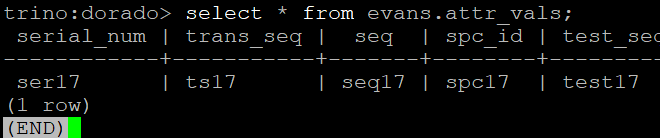 trino:dorado> select * from evans.attr_vals;
 serial_num | trans_seq |  seq  | spc_id | test_sec
------------+-----------+-------+--------+---------
 ser17      | ts17      | seq17 | spc17  | test17
(1 row)
(END)